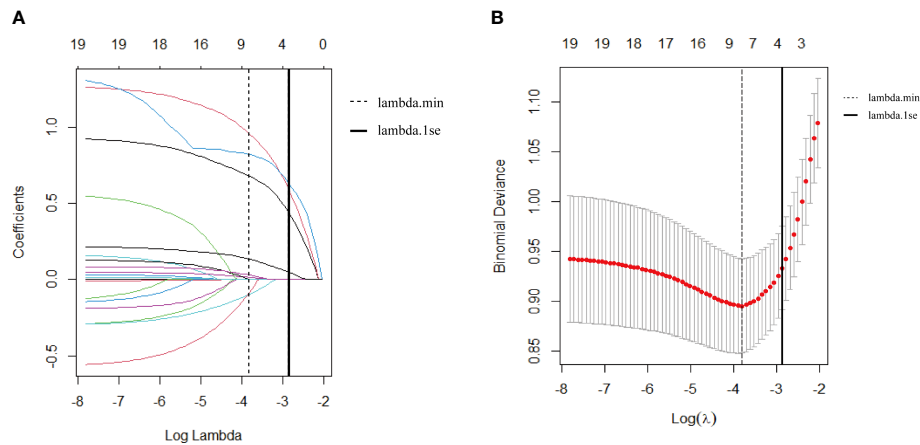 A
19 19 18 16 9 4 0
Coefficients
1.0
0.5
0.0
-0.5
-8 -7 -6 -5 -4 -3 -2
Log Lambda
lambda.min
lambda.1se
B
19 19 18 17 16 9 7 4 3
Binomial Deviance
1.10
1.05
1.00
0.95
0.90
0.85
-8 -7 -6 -5 -4 -3 -2
Log(λ)
lambda.min
lambda.1se